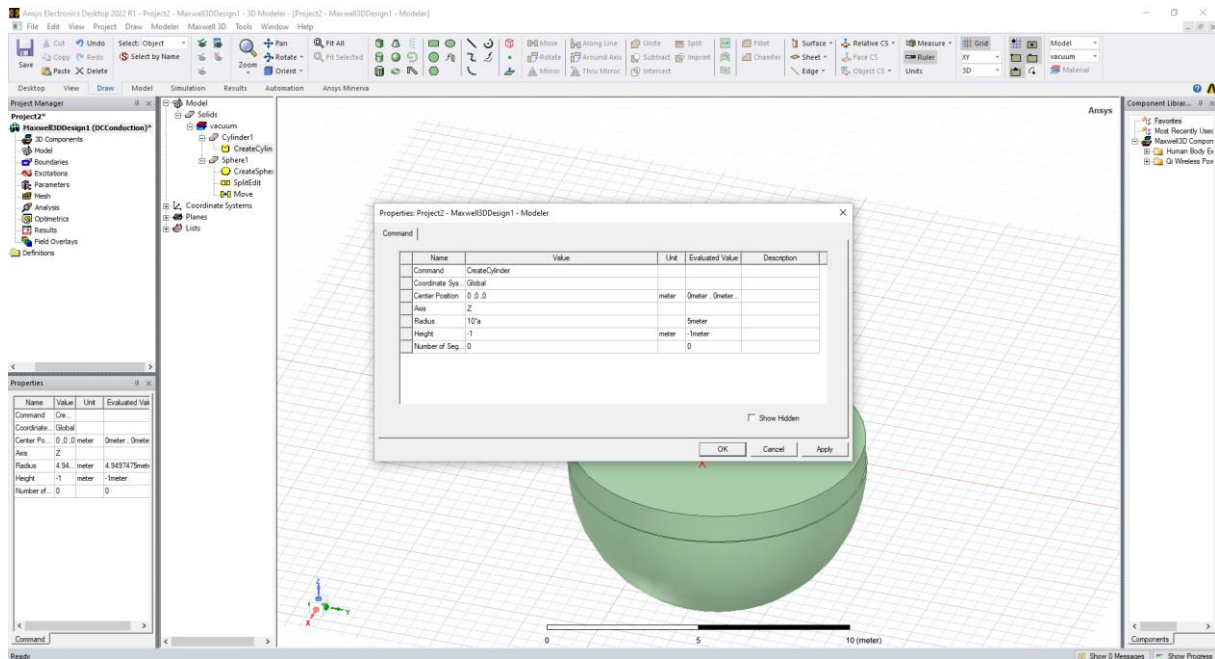 Ansys Electronics Desktop 2022 R1 - Project2 - Maxwell3DDesign1 - 3D Modeler - [Project2 - Maxwell3DDesign1 - Modeler]
File Edit View Project Draw Modeler Maxwell 3D Tools Window Help
Save
Cut
Copy
Paste
Undo
Redo
Delete
Select: Object
Select by Name
Zoom
Pan
Rotate
Orient
Fit All
Fit Selected
Move
Rotate
Mirror
Along Line
Around Axis
Thru Mirror
Unite
Subtract
Intersect
Split
Imprint
Fillet
Chamfer
Surface
Sheet
Edge
Relative CS
Face CS
Object CS
Measure
Ruler
Units
Grid
XY
3D
Model
vacuum
Material
Desktop View Draw Model Simulation Results Automation Ansys Minerva
Project Manager
Project2*
Maxwell3DDesign1 (DCConduction)*
3D Components
Model
Boundaries
Excitations
Parameters
Mesh
Analysis
Optimetrics
Results
Field Overlays
Definitions
Model
Solids
vacuum
Cylinder1
CreateCylin
Sphere1
CreateSpher
SplitEdit
Move
Coordinate Systems
Planes
Lists
Ansys
Component Librar...
Favorites
Most Recently Usec
Maxwell3D Compon
Human Body Ex
Qi Wireless Pow
Properties: Project2 - Maxwell3DDesign1 - Modeler
Command
Name Value Unit Evaluated Value Description
Command CreateCylinder
Coordinate Sys... Global
Center Position 0 ,0 ,0 meter 0meter , 0meter...
Axis Z
Radius 10*a 5meter
Height -1 meter -1meter
Number of Seg... 0 0
Show Hidden
OK Cancel Apply
Properties
Name Value Unit Evaluated Val
Command Cre...
Coordinate... Global
Center Po... 0 ,0 ,0 meter 0meter , 0mete
Axis Z
Radius 4.94... meter 4.9497475mete
Height -1 meter -1meter
Number of... 0 0
Command
Z
Y
X
0 5 10 (meter)
Components
Ready
Show 0 Messages Show Progress